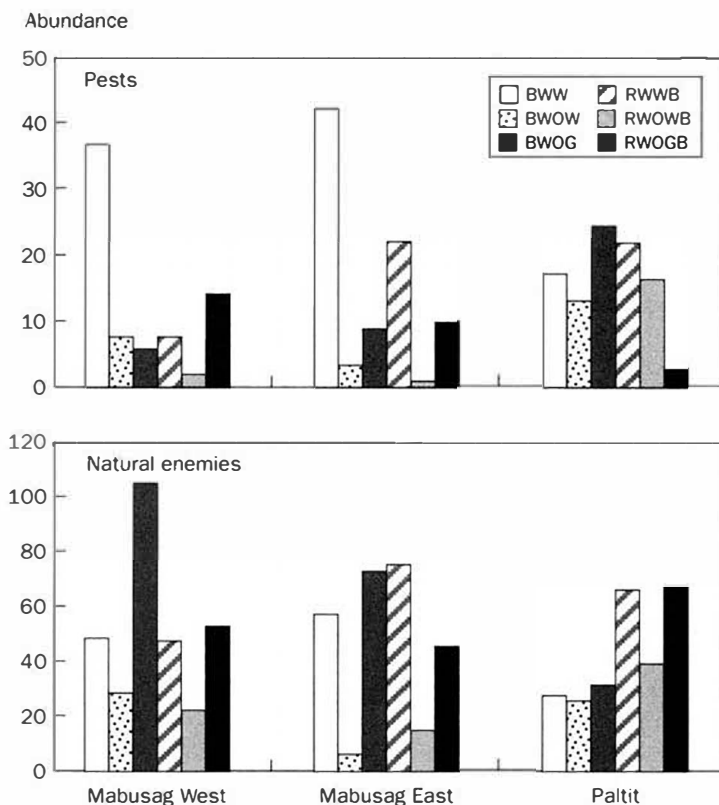 Abundance
50
Pests
40
30
20
10
0
BWW RWWB
BWOW RWOWB
BWOG RWOGB
120
Natural enemies
100
80
60
40
20
0
Mabusag West Mabusag East Paltit